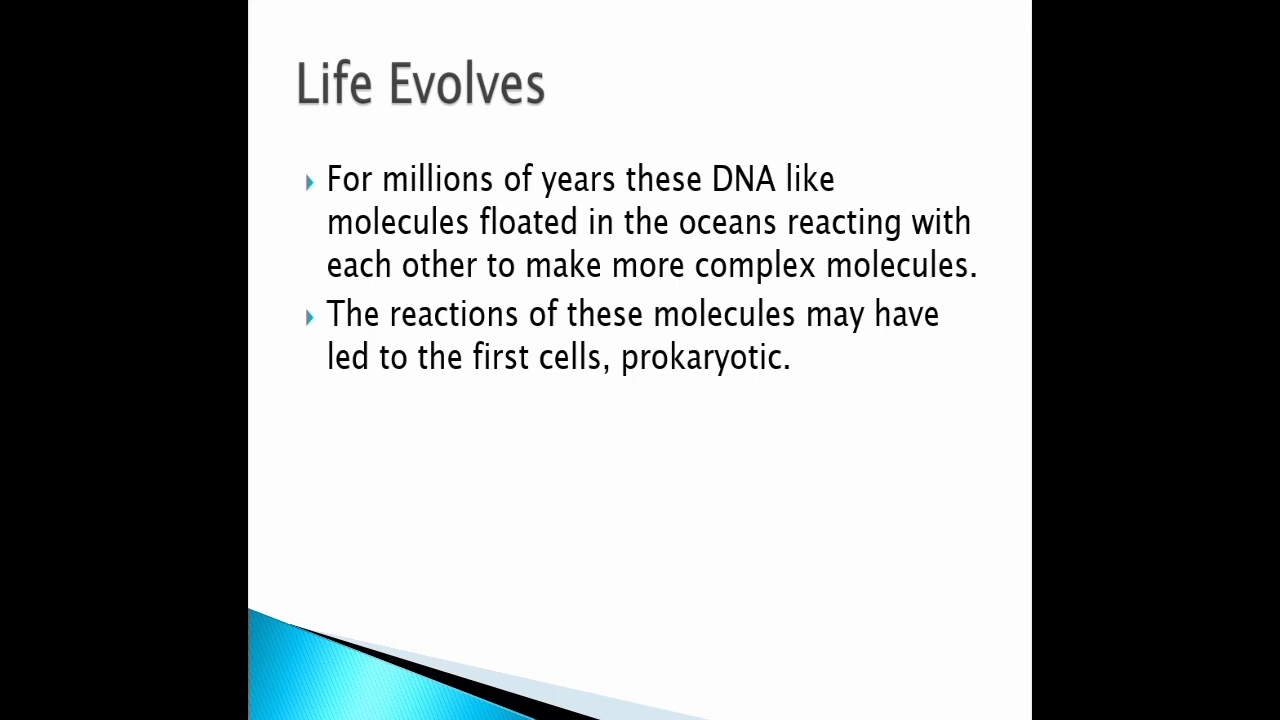 Life Evolves
For millions of years these DNA like
molecules floated in the oceans reacting with
each other to make more complex molecules.
The reactions of these molecules may have
led to the first cells, prokaryotic.